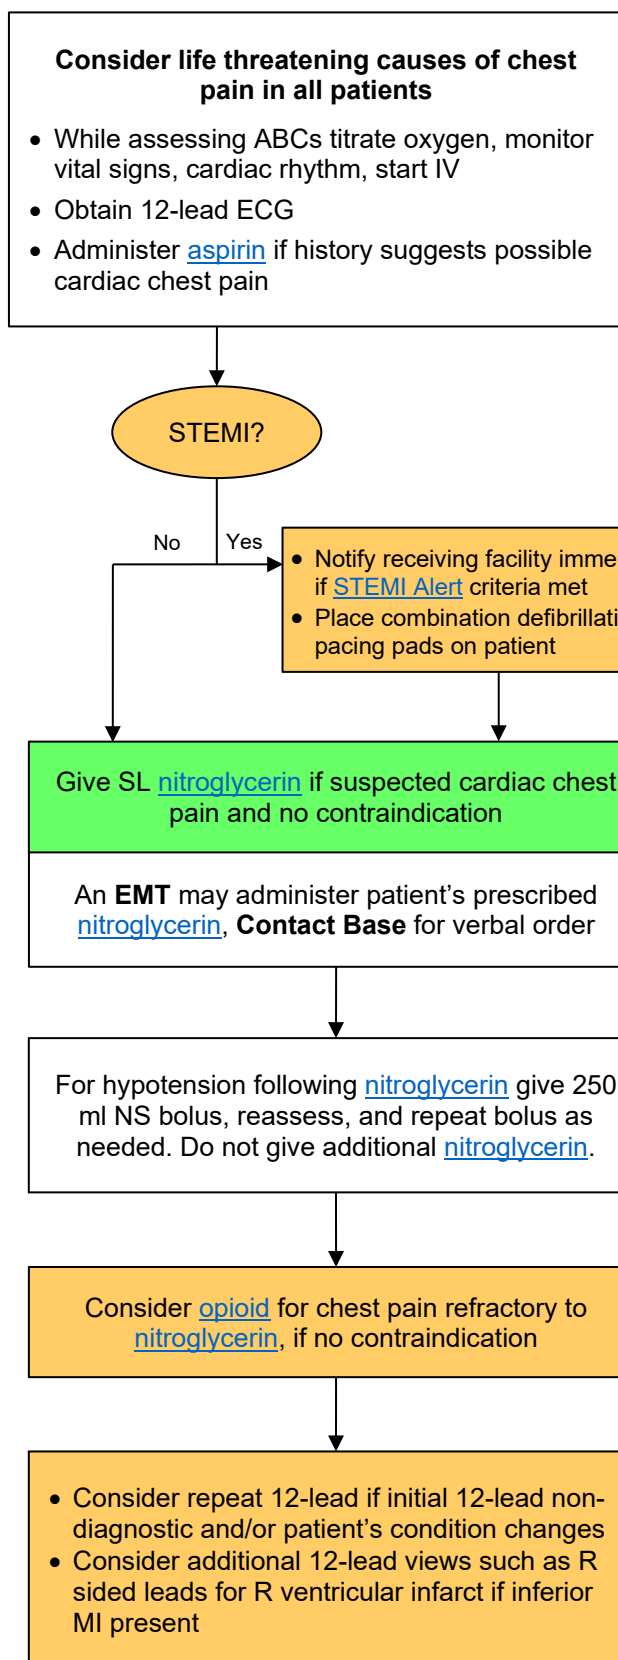 Consider life threatening causes of chest
pain in all patients
• While assessing ABCs titrate oxygen, monitor
vital signs, cardiac rhythm, start IV
• Obtain 12-lead ECG
• Administer aspirin if history suggests possible
cardiac chest pain
STEMI?
No
Yes
• Notify receiving facility imme
if STEMI Alert criteria met
• Place combination defibrillati
pacing pads on patient
Give SL nitroglycerin if suspected cardiac chest
pain and no contraindication
An EMT may administer patient’s prescribed
nitroglycerin, Contact Base for verbal order
For hypotension following nitroglycerin give 250
ml NS bolus, reassess, and repeat bolus as
needed. Do not give additional nitroglycerin.
Consider opioid for chest pain refractory to
nitroglycerin, if no contraindication
• Consider repeat 12-lead if initial 12-lead non-
diagnostic and/or patient’s condition changes
• Consider additional 12-lead views such as R
sided leads for R ventricular infarct if inferior
MI present